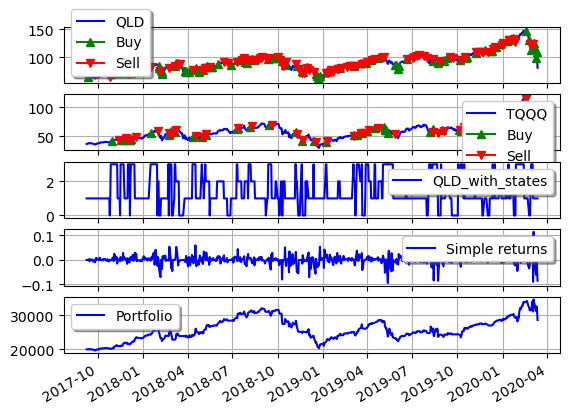 QLD
Buy
Sell
150
100
TQQQ
Buy
Sell
100
50
QLD_with_states
2
0
Simple returns
0.1
0.0
−0.1
Portfolio
30000
20000
2017-10 2018-01 2018-04 2018-07 2018-10 2019-01 2019-04 2019-07 2019-10 2020-01 2020-04